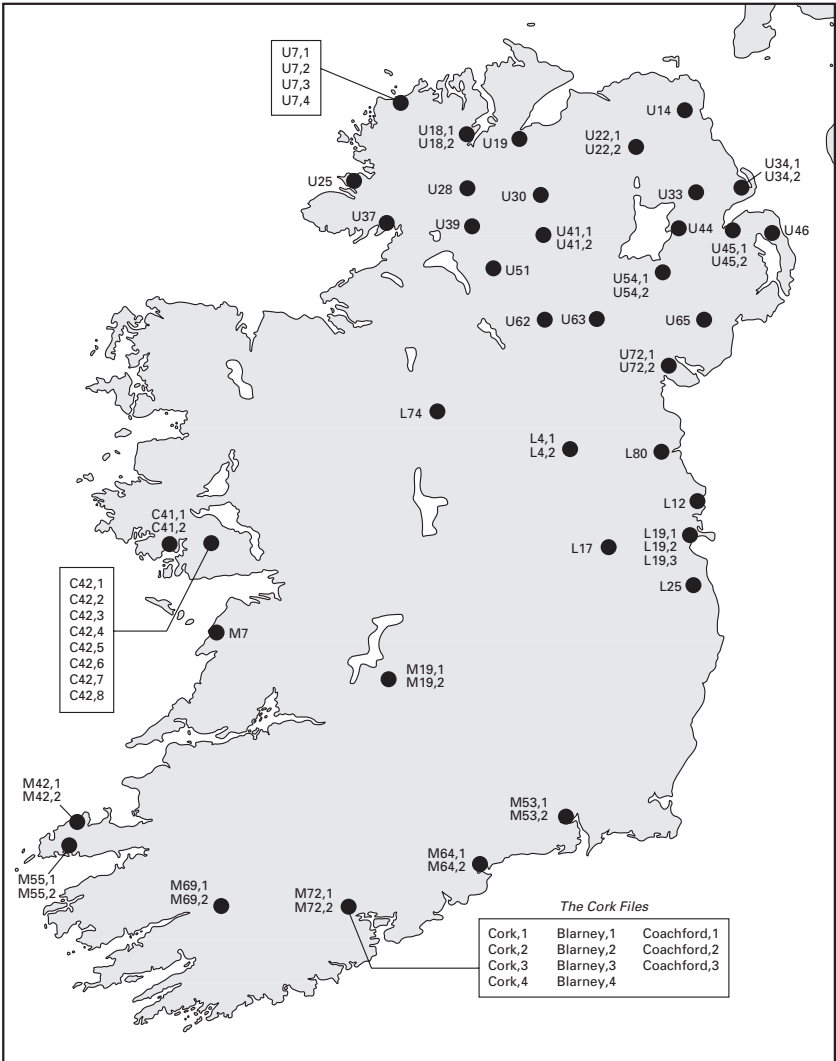 U7,1
U7,2
U7,3
U7,4
U14
U18,1
U18,2
U19
U22,1
U22,2
U34,1
U34,2
U25
U28
U30
U33
U37
U39
U41,1
U41,2
U44
U45,1
U45,2
U46
U51
U54,1
U54,2
U62
U63
U65
U72,1
U72,2
L74
L4,1
L4,2
L80
L12
C41,1
C41,2
L17
L19,1
L19,2
L19,3
L25
C42,1
C42,2
C42,3
C42,4
C42,5
C42,6
C42,7
C42,8
M7
M19,1
M19,2
M42,1
M42,2
M53,1
M53,2
M55,1
M55,2
M64,1
M64,2
M69,1
M69,2
M72,1
M72,2
The Cork Files
Cork,1 Blarney,1 Coachford,1
Cork,2 Blarney,2 Coachford,2
Cork,3 Blarney,3 Coachford,3
Cork,4 Blarney,4